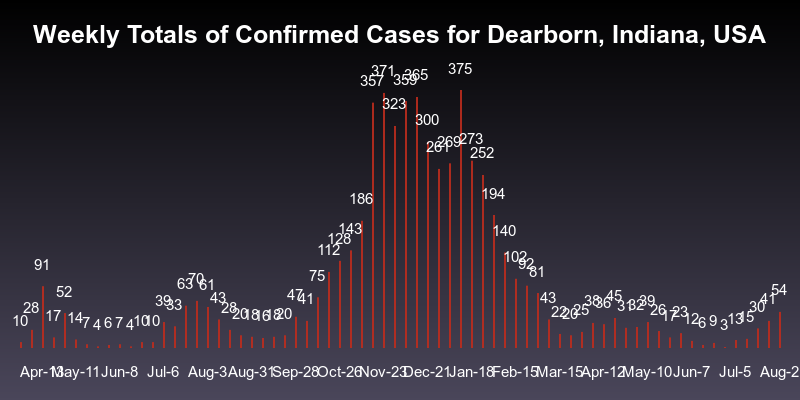 Weekly Totals of Confirmed Cases for Dearborn, Indiana, USA
10 28 91 17 52 14 7 4 6 7 4 10 10 39 33 63 70 61 43 28 20 18 16 18 20 47 41 75 112 128 143 186 357 371 323 359 365 300 261 269 375 273 252 194 140 102 92 81 43 22 20 25 38 36 45 31 32 39 26 17 23 12 6 9 3 13 15 30 41 54
Apr-13 May-11 Jun-8 Jul-6 Aug-3 Aug-31 Sep-28 Oct-26 Nov-23 Dec-21 Jan-18 Feb-15 Mar-15 Apr-12 May-10 Jun-7 Jul-5 Aug-2